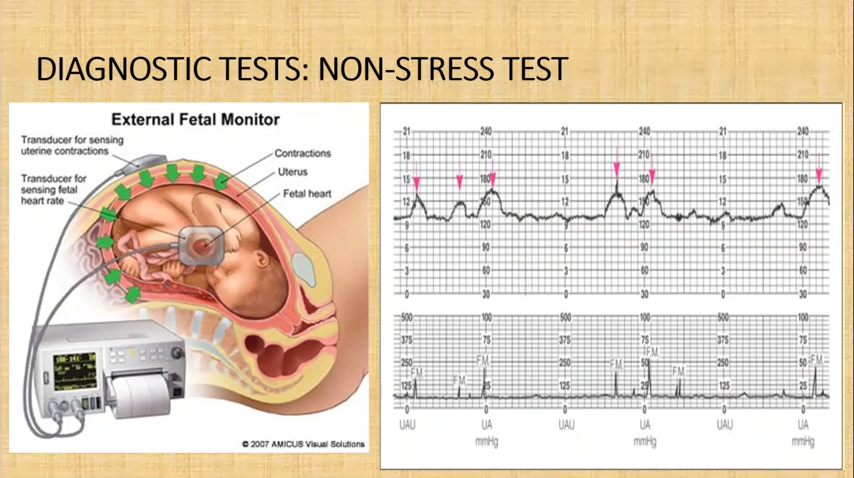 DIAGNOSTIC TESTS: NON-STRESS TEST
External Fetal Monitor
Transducer for sensing
uterine contractions
Transducer for
sensing fetal
heart rate
Contractions
Uterus
Fetal heart
© 2007 AMICUS Visual Solutions
21 240 21 240 21 240
18 210 18 210 18 210
15 180 15 180 15 180
12 150 12 150 12 150
9 120 9 120 9 120
6 90 6 90 6 90
3 60 3 60 3 60
0 30 0 30 0 30
500 100 500 100 500 100
375 75 375 75 375 75
F.M. F.M. F.M. F.M. F.M. F.M. F.M.
250 50 250 50 250 50
125 25 125 25 125 25
0 0 0 0 0 0
UAU UA UAU UA UAU UA
mmHg mmHg mmHg